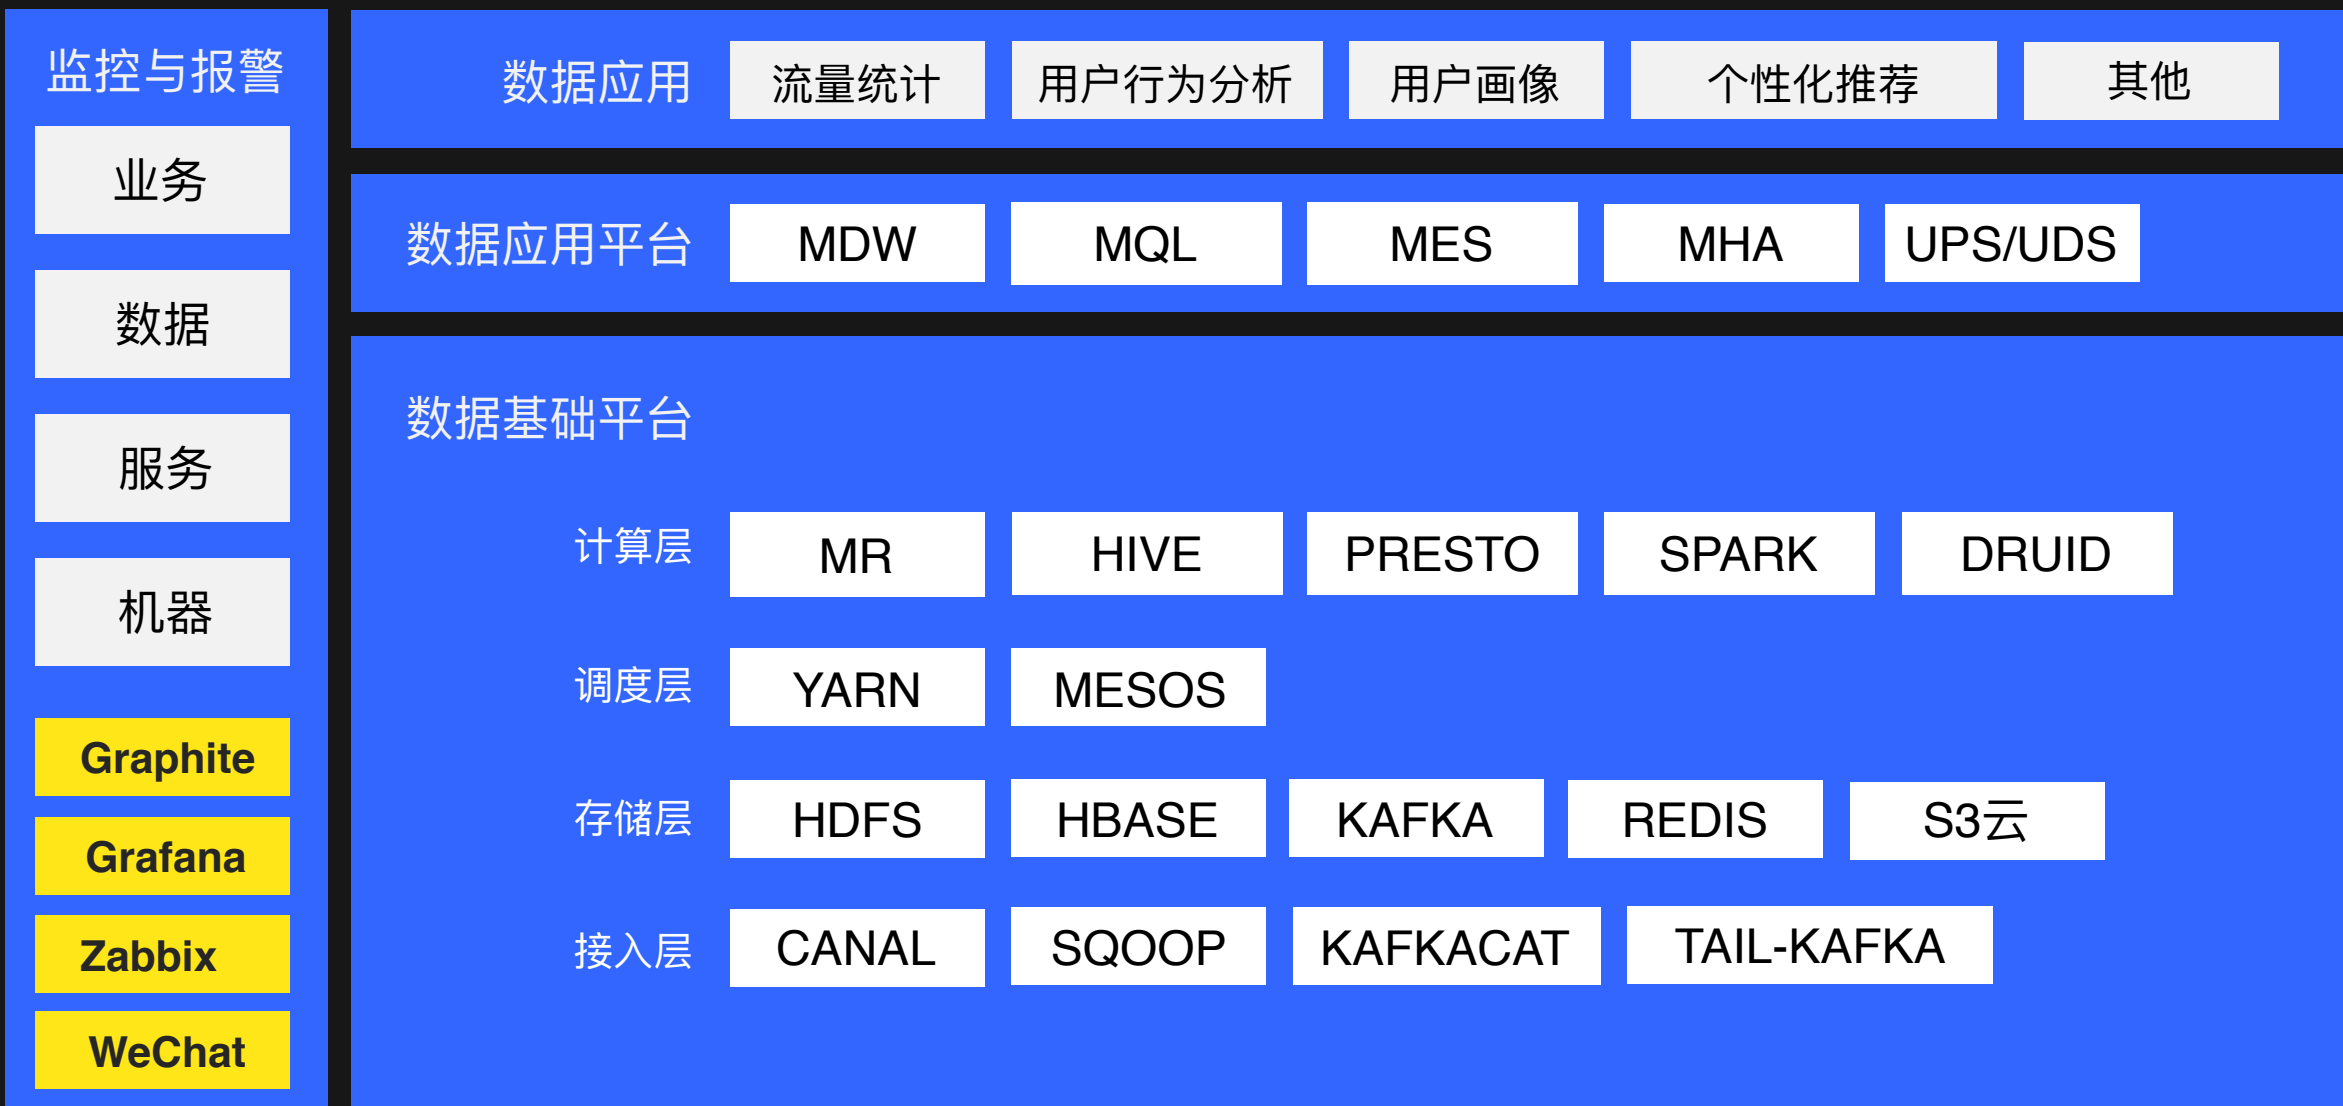 监控与报警
业务
数据
服务
机器
Graphite
Grafana
Zabbix
WeChat
数据应用 流量统计 用户行为分析 用户画像 个性化推荐 其他
数据应用平台 MDW MQL MES MHA UPS/UDS
数据基础平台
计算层 MR HIVE PRESTO SPARK DRUID
调度层 YARN MESOS
存储层 HDFS HBASE KAFKA REDIS S3云
接入层 CANAL SQOOP KAFKACAT TAIL-KAFKA